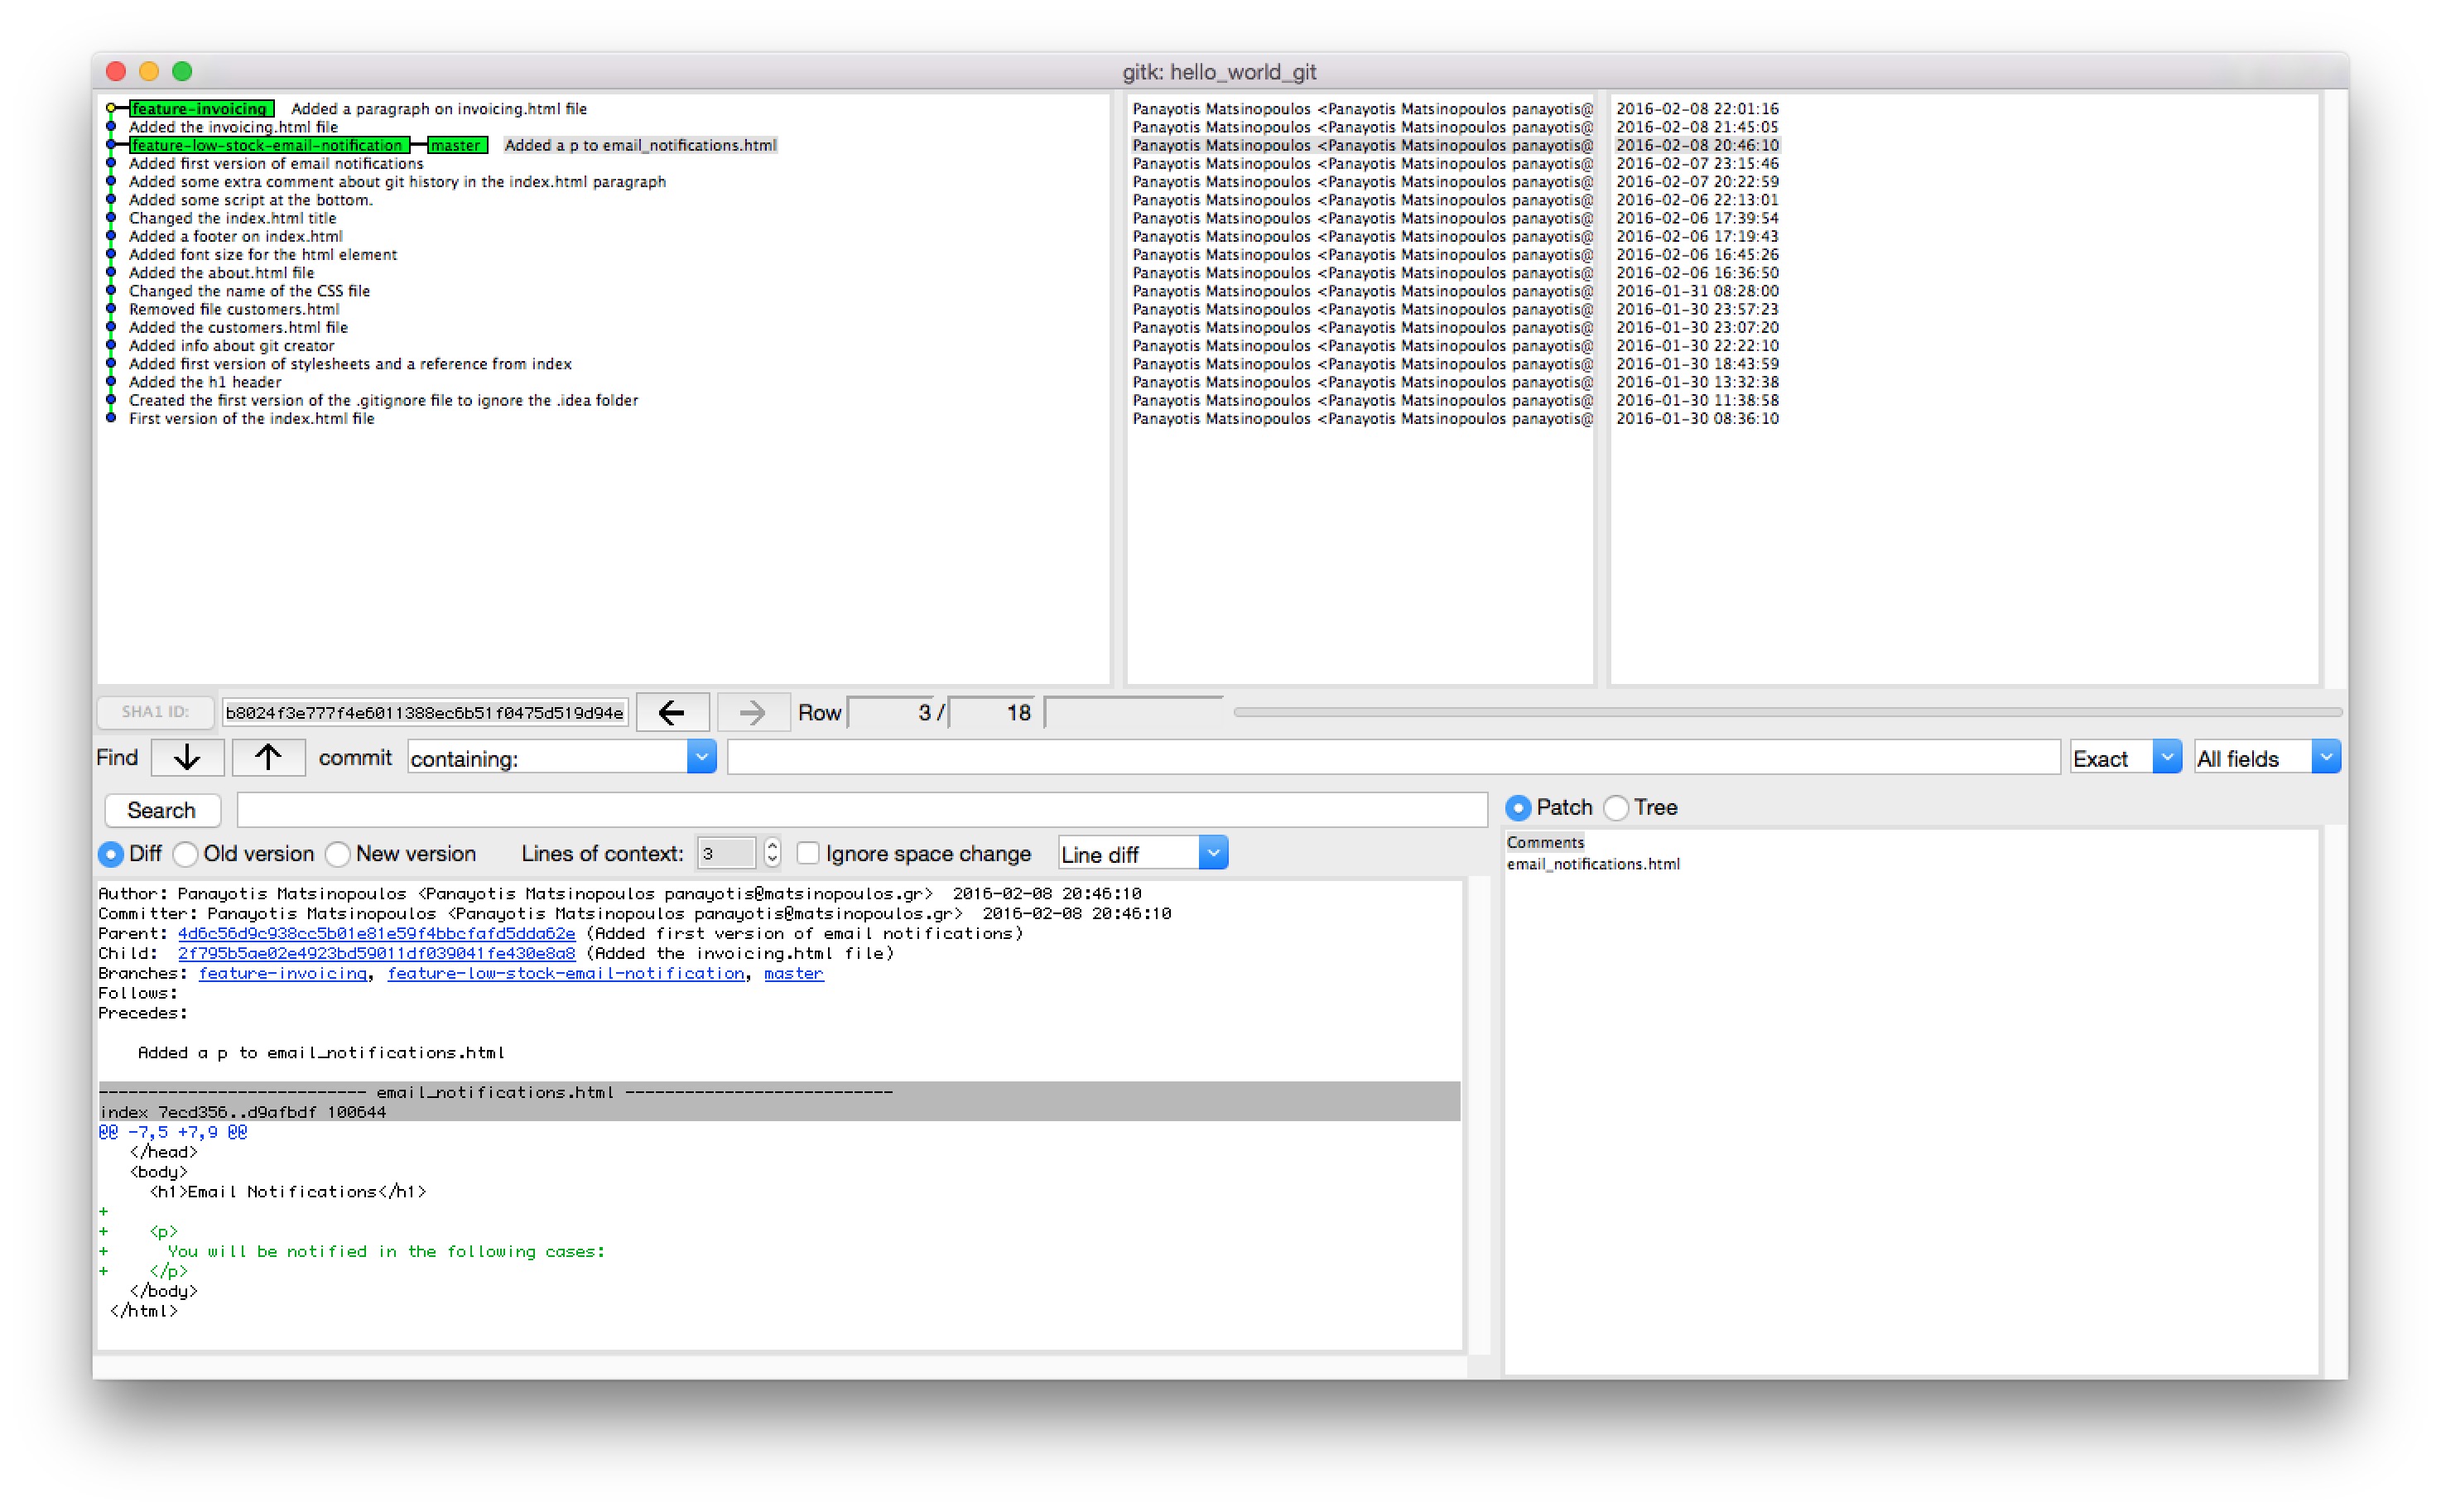 gitk: hello_world_git
feature-invoicing Added a paragraph on invoicing.html file Panayotis Matsinopoulos <Panayotis Matsinopoulos panayotis@ 2016-02-08 22:01:16
Added the invoicing.html file Panayotis Matsinopoulos <Panayotis Matsinopoulos panayotis@ 2016-02-08 21:45:05
feature-low-stock-email-notification master Added a p to email_notifications.html Panayotis Matsinopoulos <Panayotis Matsinopoulos panayotis@ 2016-02-08 20:46:10
Added first version of email notifications Panayotis Matsinopoulos <Panayotis Matsinopoulos panayotis@ 2016-02-07 23:15:46
Added some extra comment about git history in the index.html paragraph Panayotis Matsinopoulos <Panayotis Matsinopoulos panayotis@ 2016-02-07 20:22:59
Added some script at the bottom. Panayotis Matsinopoulos <Panayotis Matsinopoulos panayotis@ 2016-02-06 22:13:01
Changed the index.html title Panayotis Matsinopoulos <Panayotis Matsinopoulos panayotis@ 2016-02-06 17:39:54
Added a footer on index.html Panayotis Matsinopoulos <Panayotis Matsinopoulos panayotis@ 2016-02-06 17:19:43
Added font size for the html element Panayotis Matsinopoulos <Panayotis Matsinopoulos panayotis@ 2016-02-06 16:45:26
Added the about.html file Panayotis Matsinopoulos <Panayotis Matsinopoulos panayotis@ 2016-02-06 16:36:50
Changed the name of the CSS file Panayotis Matsinopoulos <Panayotis Matsinopoulos panayotis@ 2016-01-31 08:28:00
Removed file customers.html Panayotis Matsinopoulos <Panayotis Matsinopoulos panayotis@ 2016-01-30 23:57:23
Added the customers.html file Panayotis Matsinopoulos <Panayotis Matsinopoulos panayotis@ 2016-01-30 23:07:20
Added info about git creator Panayotis Matsinopoulos <Panayotis Matsinopoulos panayotis@ 2016-01-30 22:22:10
Added first version of stylesheets and a reference from index Panayotis Matsinopoulos <Panayotis Matsinopoulos panayotis@ 2016-01-30 18:43:59
Added the h1 header Panayotis Matsinopoulos <Panayotis Matsinopoulos panayotis@ 2016-01-30 13:32:38
Created the first version of the .gitignore file to ignore the .idea folder Panayotis Matsinopoulos <Panayotis Matsinopoulos panayotis@ 2016-01-30 11:38:58
First version of the index.html file Panayotis Matsinopoulos <Panayotis Matsinopoulos panayotis@ 2016-01-30 08:36:10
SHA1 ID: b8024f3e777f4e6011388ec6b51f0475d519d94e Row 3 / 18
Find commit containing: Exact All fields
Search
Patch Tree
Diff Old version New version Lines of context: 3 Ignore space change Line diff
Comments
email_notifications.html
Author: Panayotis Matsinopoulos <Panayotis Matsinopoulos panayotis@matsinopoulos.gr> 2016-02-08 20:46:10
Committer: Panayotis Matsinopoulos <Panayotis Matsinopoulos panayotis@matsinopoulos.gr> 2016-02-08 20:46:10
Parent: 4d6c56d9c938cc5b01e81e59f4bbcfafd5dda62e (Added first version of email notifications)
Child: 2f795b5ae02e4923bd59011df039041fe430e8a8 (Added the invoicing.html file)
Branches: feature-invoicing, feature-low-stock-email-notification, master
Follows:
Precedes:
Added a p to email_notifications.html
--------------------------- email_notifications.html ---------------------------
index 7ecd356..d9afbdf 100644
@@ -7,5 +7,9 @@
</head>
<body>
<h1>Email Notifications</h1>
+
+ <p>
+ You will be notified in the following cases:
+ </p>
</body>
</html>